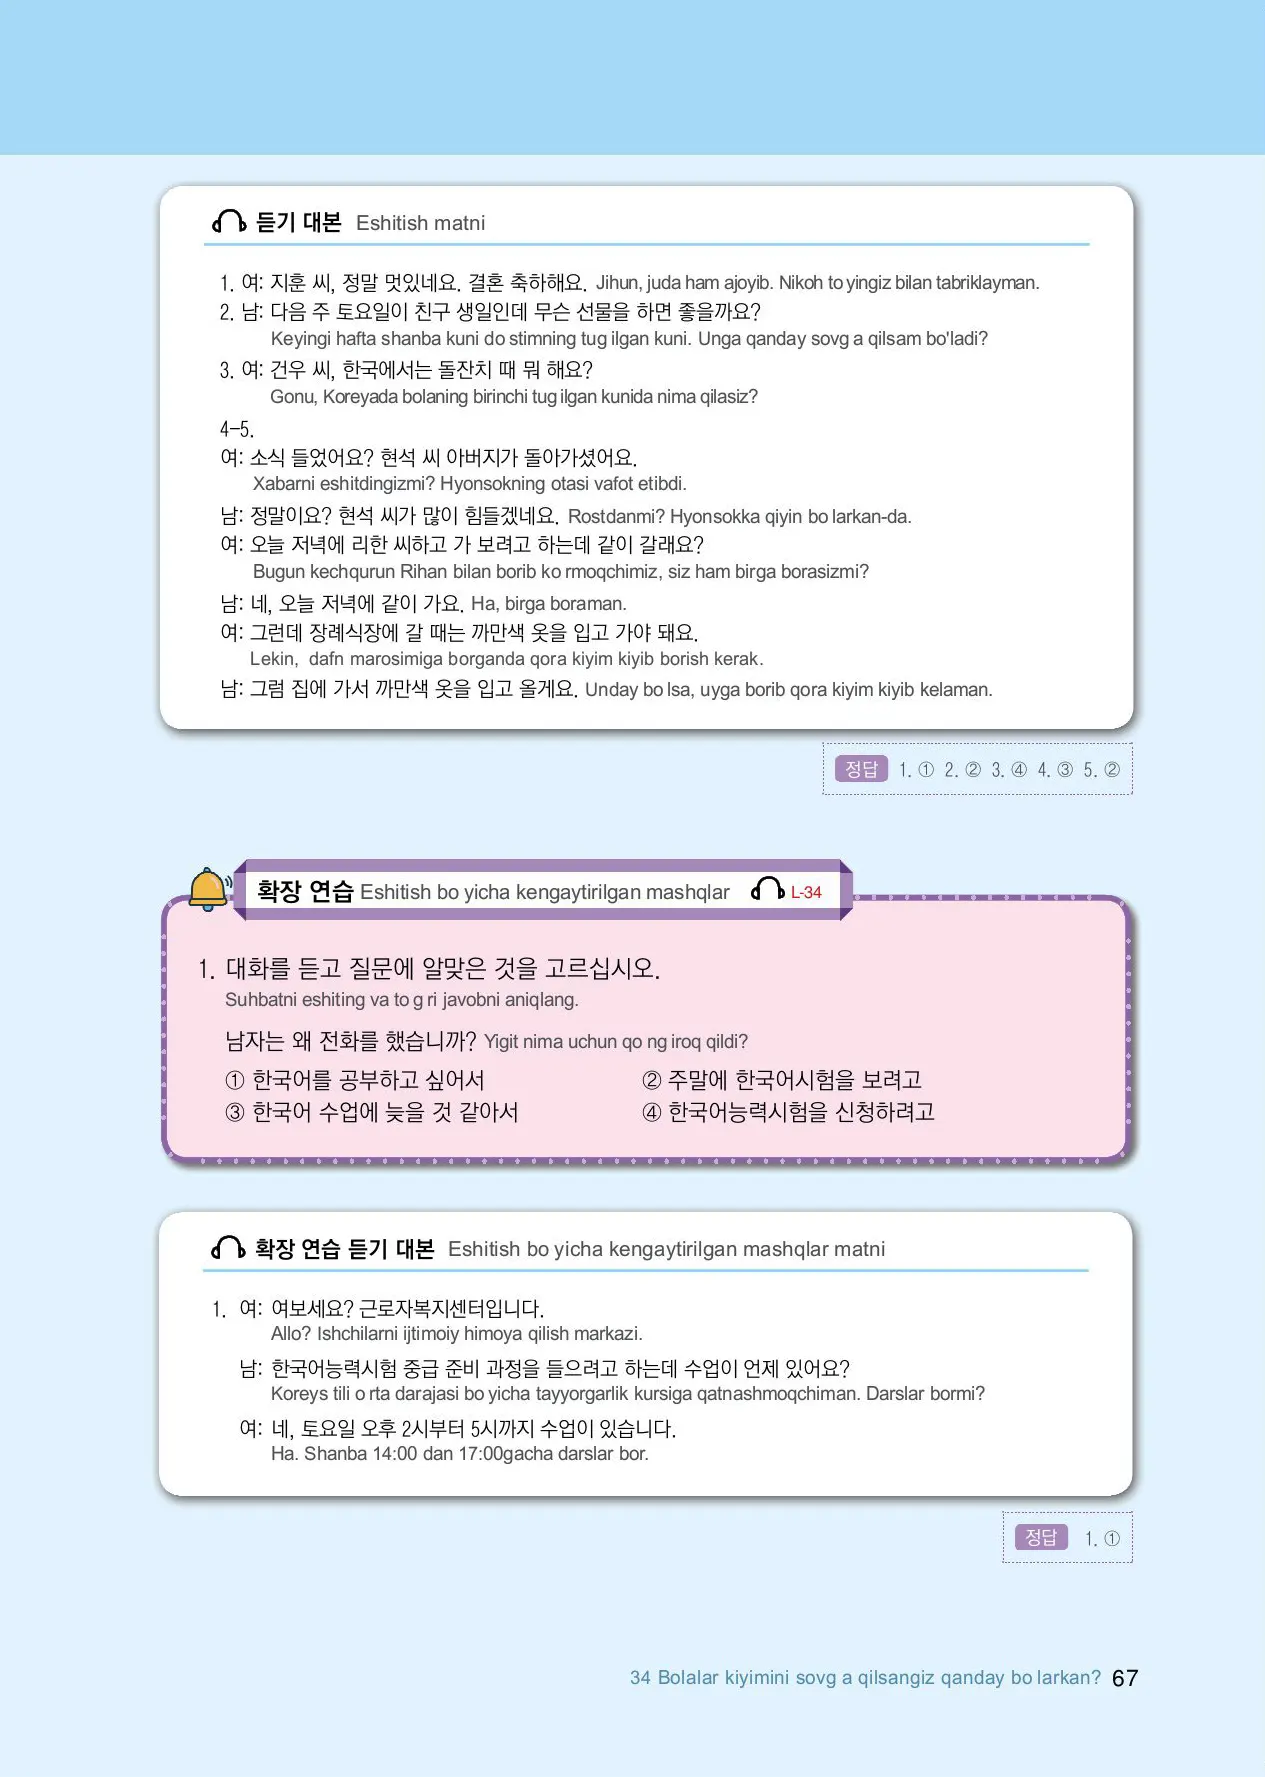 듣기 대본 Eshitish matni
1. 여: 지훈 씨, 정말 멋있네요. 결혼 축하해요. Jihun, juda ham ajoyib. Nikoh to yingiz bilan tabriklayman.
2. 남: 다음 주 토요일이 친구 생일인데 무슨 선물을 하면 좋을까요?
Keyingi hafta shanba kuni do stimning tug ilgan kuni. Unga qanday sovg a qilsam bo'ladi?
3. 여: 건우 씨, 한국에서는 돌잔치 때 뭐 해요?
Gonu, Koreyada bolaning birinchi tug ilgan kunida nima qilasiz?
4–5.
여: 소식 들었어요? 현석 씨 아버지가 돌아가셨어요.
Xabarni eshitdingizmi? Hyonsokning otasi vafot etibdi.
남: 정말이요? 현석 씨가 많이 힘들겠네요. Rostdanmi? Hyonsokka qiyin bo larkan-da.
여: 오늘 저녁에 리한 씨하고 가 보려고 하는데 같이 갈래요?
Bugun kechqurun Rihan bilan borib ko rmoqchimiz, siz ham birga borasizmi?
남: 네, 오늘 저녁에 같이 가요. Ha, birga boraman.
여: 그런데 장례식장에 갈 때는 까만색 옷을 입고 가야 돼요.
Lekin, dafn marosimiga borganda qora kiyim kiyib borish kerak.
남: 그럼 집에 가서 까만색 옷을 입고 올게요. Unday bo lsa, uyga borib qora kiyim kiyib kelaman.
정답 1. ① 2. ② 3. ④ 4. ③ 5. ②
확장 연습 Eshitish bo yicha kengaytirilgan mashqlar L-34
1. 대화를 듣고 질문에 알맞은 것을 고르십시오.
Suhbatni eshiting va to g ri javobni aniqlang.
남자는 왜 전화를 했습니까? Yigit nima uchun qo ng iroq qildi?
① 한국어를 공부하고 싶어서 ② 주말에 한국어시험을 보려고
③ 한국어 수업에 늦을 것 같아서 ④ 한국어능력시험을 신청하려고
확장 연습 듣기 대본 Eshitish bo yicha kengaytirilgan mashqlar matni
1. 여: 여보세요? 근로자복지센터입니다.
Allo? Ishchilarni ijtimoiy himoya qilish markazi.
남: 한국어능력시험 중급 준비 과정을 들으려고 하는데 수업이 언제 있어요?
Koreys tili o rta darajasi bo yicha tayyorgarlik kursiga qatnashmoqchiman. Darslar bormi?
여: 네, 토요일 오후 2시부터 5시까지 수업이 있습니다.
Ha. Shanba 14:00 dan 17:00gacha darslar bor.
정답 1. ①
34 Bolalar kiyimini sovg a qilsangiz qanday bo larkan? 67